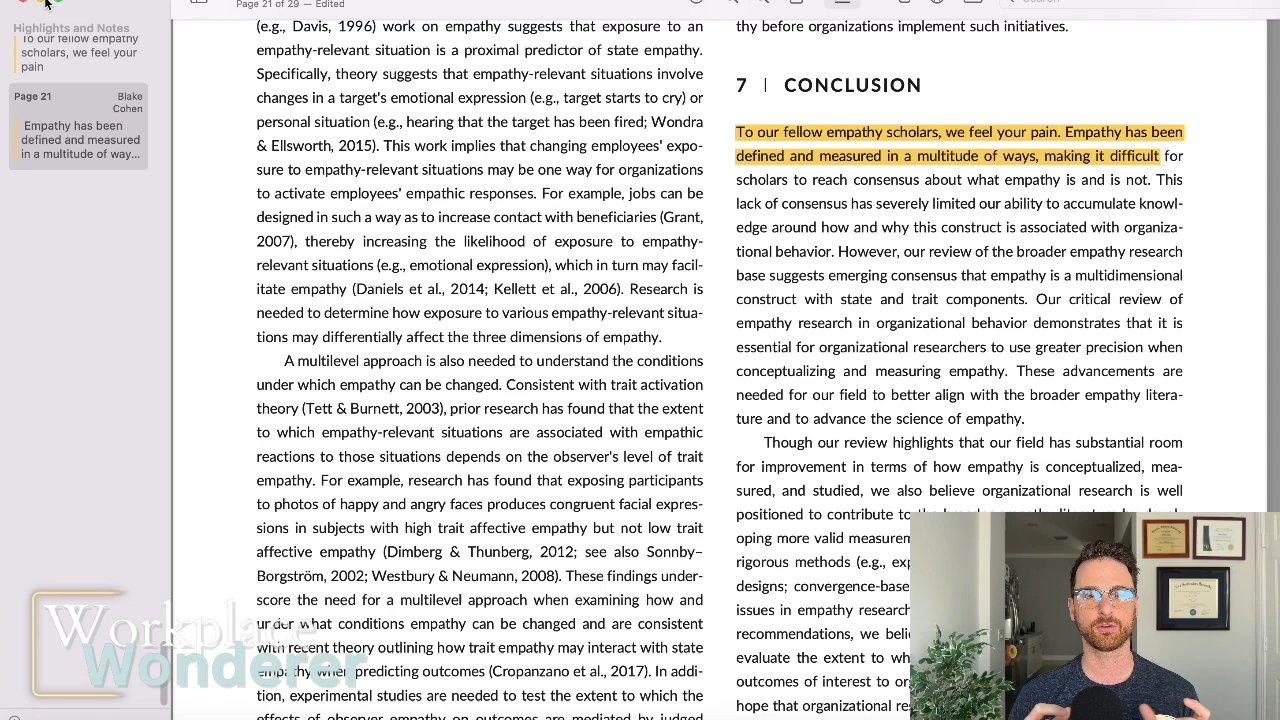 Page 21 of 29 — Edited
Search
Highlights and Notes
To our fellow empathy
scholars, we feel your
pain
Page 21
Blake
Cohen
Empathy has been
defined and measured
in a multitude of way...
(e.g., Davis, 1996) work on empathy suggests that exposure to an
empathy-relevant situation is a proximal predictor of state empathy.
Specifically, theory suggests that empathy-relevant situations involve
changes in a target's emotional expression (e.g., target starts to cry) or
personal situation (e.g., hearing that the target has been fired; Wondra
& Ellsworth, 2015). This work implies that changing employees' expo-
sure to empathy-relevant situations may be one way for organizations
to activate employees' empathic responses. For example, jobs can be
designed in such a way as to increase contact with beneficiaries (Grant,
2007), thereby increasing the likelihood of exposure to empathy-
relevant situations (e.g., emotional expression), which in turn may facil-
itate empathy (Daniels et al., 2014; Kellett et al., 2006). Research is
needed to determine how exposure to various empathy-relevant situa-
tions may differentially affect the three dimensions of empathy.
A multilevel approach is also needed to understand the conditions
under which empathy can be changed. Consistent with trait activation
theory (Tett & Burnett, 2003), prior research has found that the extent
to which empathy-relevant situations are associated with empathic
reactions to those situations depends on the observer's level of trait
empathy. For example, research has found that exposing participants
to photos of happy and angry faces produces congruent facial expres-
sions in subjects with high trait affective empathy but not low trait
affective empathy (Dimberg & Thunberg, 2012; see also Sonnby–
Borgström, 2002; Westbury & Neumann, 2008). These findings under-
score the need for a multilevel approach when examining how and
under what conditions empathy can be changed and are consistent
with recent theory outlining how trait empathy may interact with state
empathy when predicting outcomes (Cropanzano et al., 2017). In addi-
tion, experimental studies are needed to test the extent to which the
effects of observer empathy on outcomes are mediated by judged
thy before organizations implement such initiatives.
7 | CONCLUSION
To our fellow empathy scholars, we feel your pain. Empathy has been
defined and measured in a multitude of ways, making it difficult for
scholars to reach consensus about what empathy is and is not. This
lack of consensus has severely limited our ability to accumulate knowl-
edge around how and why this construct is associated with organiza-
tional behavior. However, our review of the broader empathy research
base suggests emerging consensus that empathy is a multidimensional
construct with state and trait components. Our critical review of
empathy research in organizational behavior demonstrates that it is
essential for organizational researchers to use greater precision when
conceptualizing and measuring empathy. These advancements are
needed for our field to better align with the broader empathy litera-
ture and to advance the science of empathy.
Though our review highlights that our field has substantial room
for improvement in terms of how empathy is conceptualized, mea-
sured, and studied, we also believe organizational research is well
positioned to contribute to
oping more valid measurem
rigorous methods (e.g., exp
designs; convergence-base
issues in empathy research
recommendations, we beli
evaluate the extent to wh
outcomes of interest to or
hope that organizational res
Workplace
Wonderer